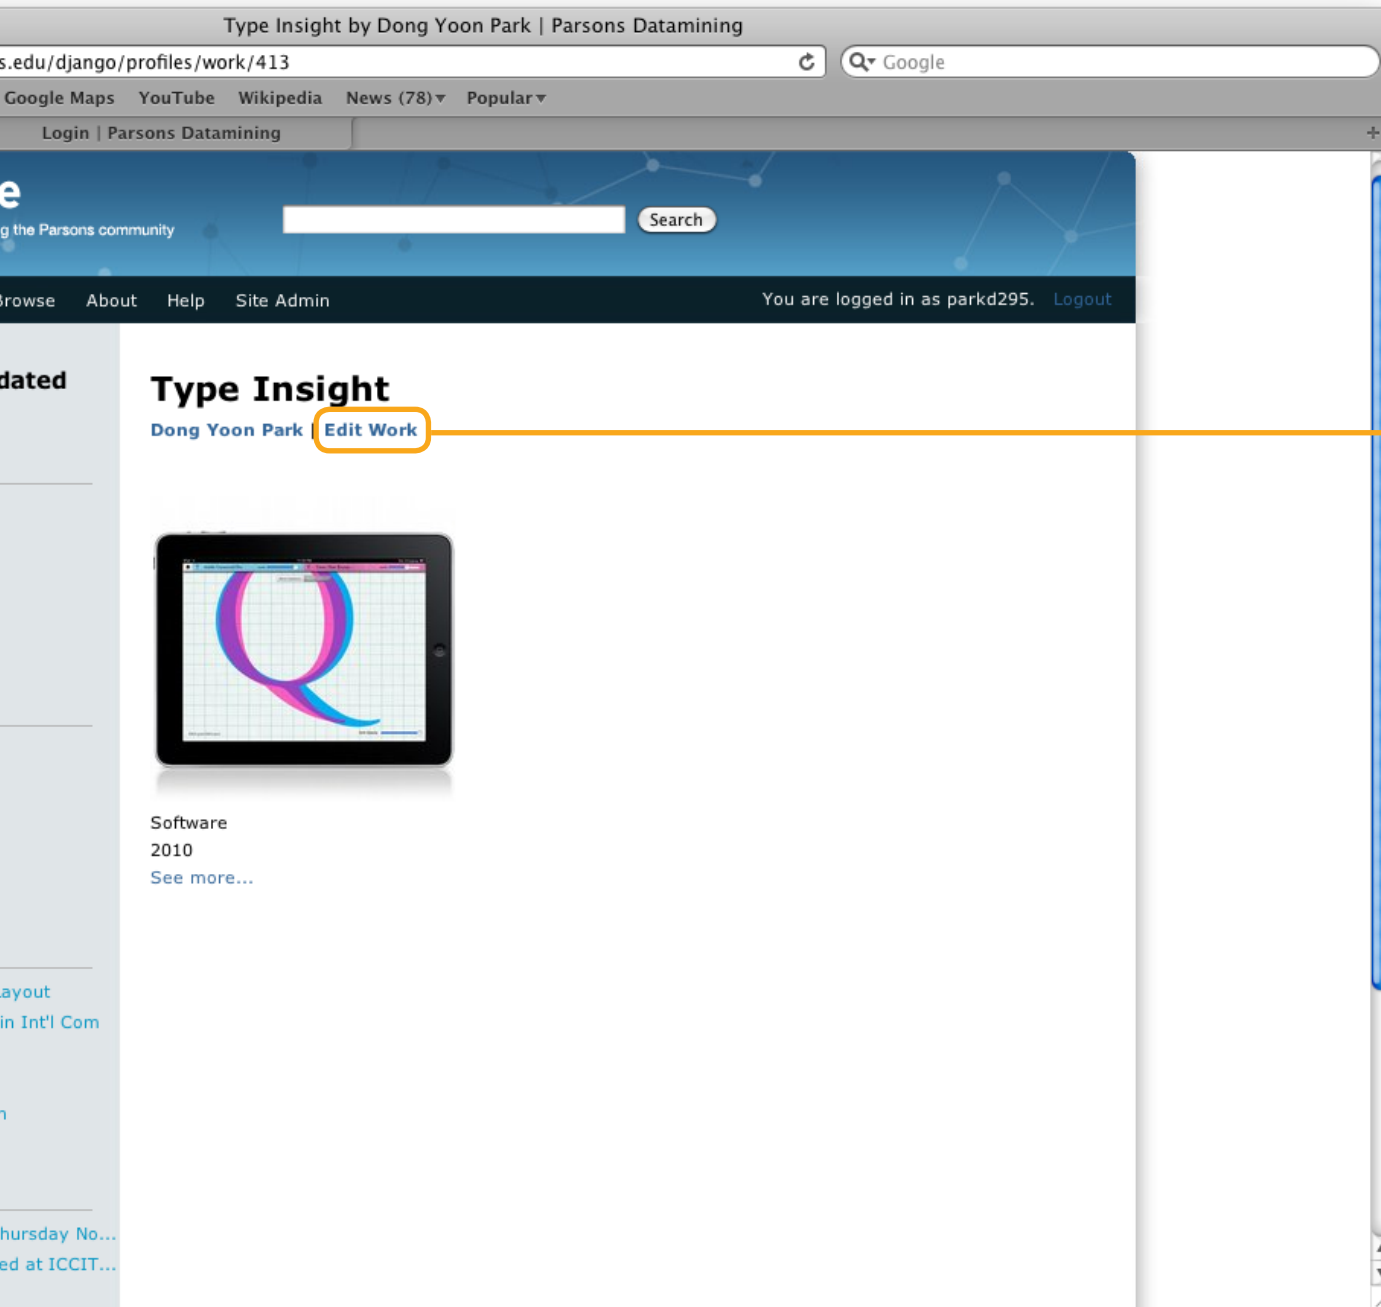 Type Insight by Dong Yoon Park | Parsons Datamining
s.edu/django/profiles/work/413
Google
Google Maps YouTube Wikipedia News (78) Popular
Login | Parsons Datamining
e
g the Parsons community
Search
Browse About Help Site Admin
You are logged in as parkd295. Logout
dated
Type Insight
Dong Yoon Park | Edit Work
Software
2010
See more...
Layout
in Int'l Com
n
hursday No...
ed at ICCIT...